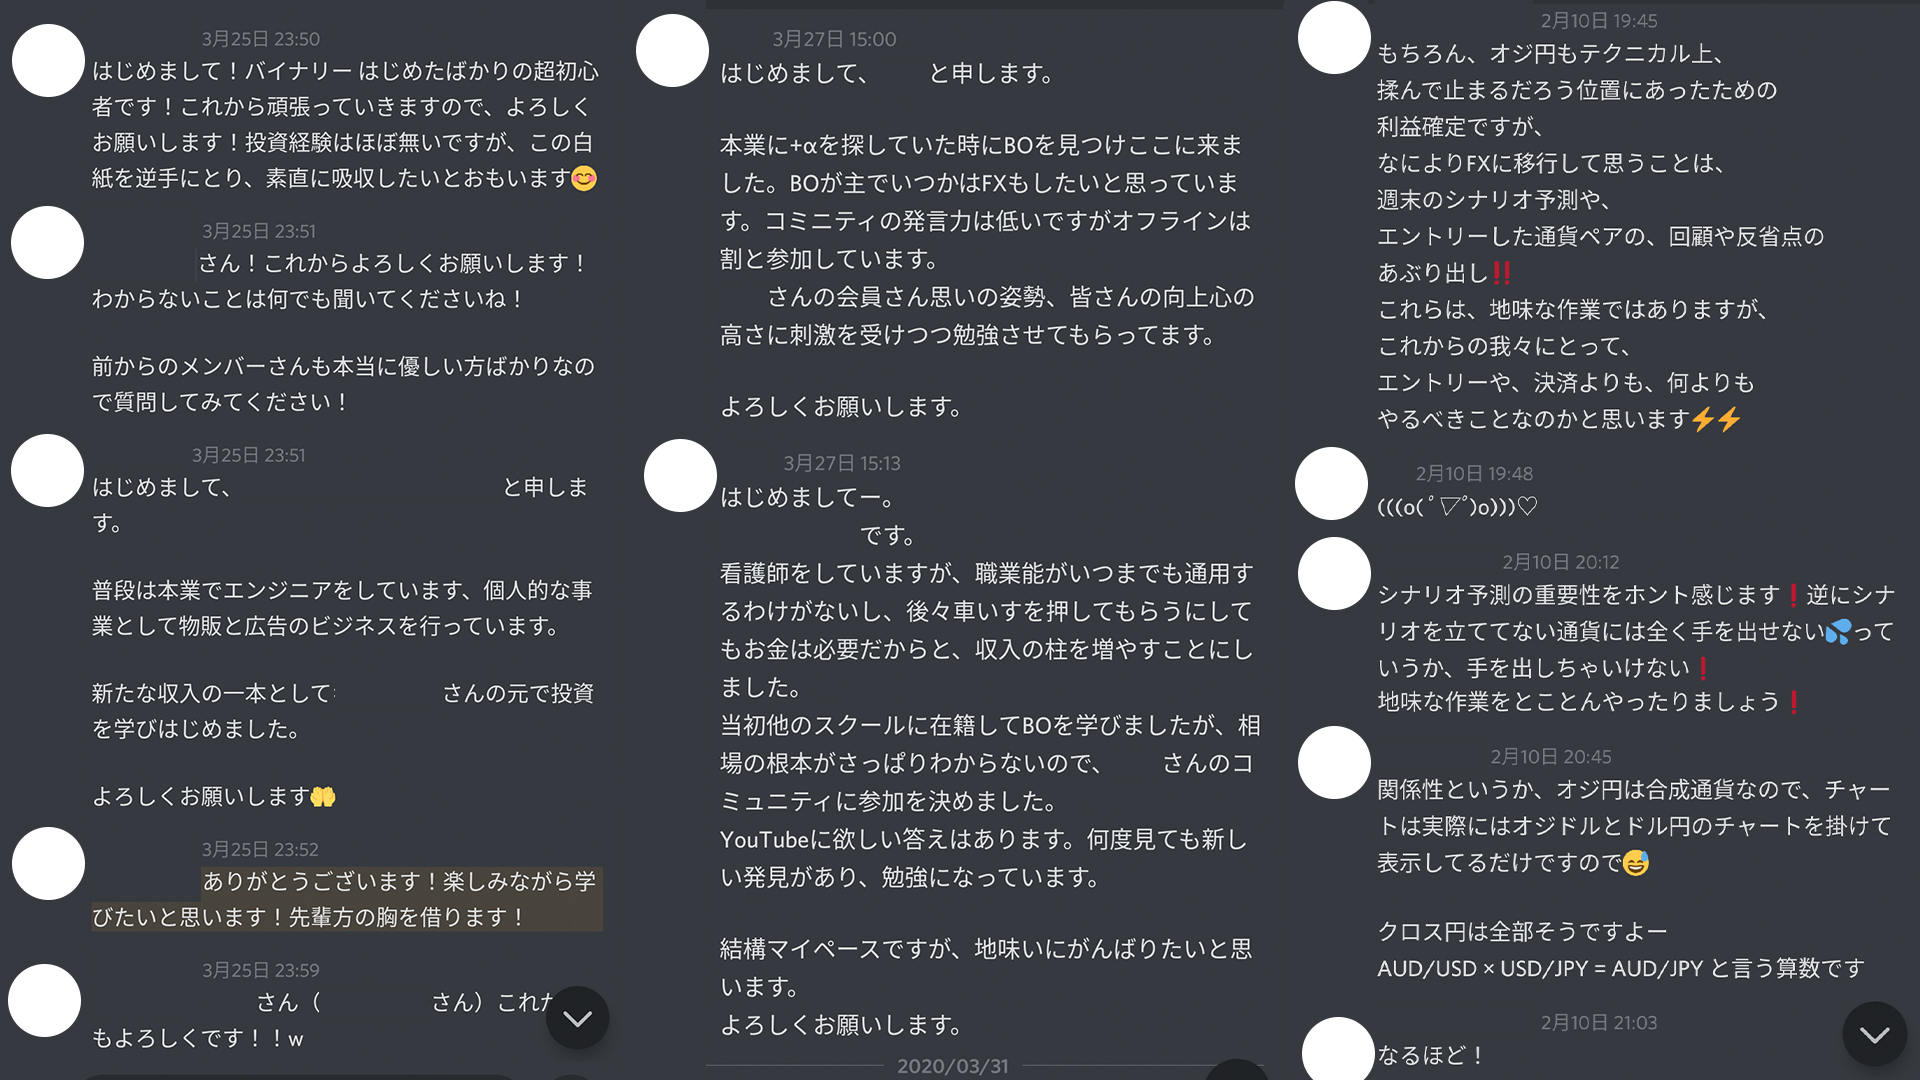 3月25日 23:50
はじめまして！バイナリー はじめたばかりの超初心
者です！これから頑張っていきますので、よろしく
お願いします！投資経験はほぼ無いですが、この白
紙を逆手にとり、素直に吸収したいとおもいます😊
3月25日 23:51
さん！これからよろしくお願いします！
わからないことは何でも聞いてくださいね！
前からのメンバーさんも本当に優しい方ばかりなの
で質問してみてください！
3月25日 23:51
はじめまして、 と申しま
す。
普段は本業でエンジニアをしています、個人的な事
業として物販と広告のビジネスを行っています。
新たな収入の一本として さんの元で投資
を学びはじめました。
よろしくお願いします🤲
3月25日 23:52
ありがとうございます！楽しみながら学
びたいと思います！先輩方の胸を借ります！
3月25日 23:59
さん（ さん）これか
もよろしくです！！w
3月27日 15:00
はじめまして、 と申します。
本業に+αを探していた時にBOを見つけここに来ま
した。BOが主でいつかはFXもしたいと思っていま
す。コミニティの発言力は低いですがオフラインは
割と参加しています。
さんの会員さん思いの姿勢、皆さんの向上心の
高さに刺激を受けつつ勉強させてもらってます。
よろしくお願いします。
3月27日 15:13
はじめましてー。
です。
看護師をしていますが、職業能がいつまでも通用す
るわけがないし、後々車いすを押してもらうにして
もお金は必要だからと、収入の柱を増やすことにし
ました。
当初他のスクールに在籍してBOを学びましたが、相
場の根本がさっぱりわからないので、 さんのコ
ミュニティに参加を決めました。
YouTubeに欲しい答えはあります。何度見ても新し
い発見があり、勉強になっています。
結構マイペースですが、地味いにがんばりたいと思
います。
よろしくお願いします。
2020/03/31
2月10日 19:45
もちろん、オジ円もテクニカル上、
揉んで止まるだろう位置にあったための
利益確定ですが、
なによりFXに移行して思うことは、
週末のシナリオ予測や、
エントリーした通貨ペアの、回顧や反省点の
あぶり出し‼️
これらは、地味な作業ではありますが、
これからの我々にとって、
エントリーや、決済よりも、何よりも
やるべきことなのかと思います⚡⚡
2月10日 19:48
(((o(ﾟ▽ﾟ)o)))♡
2月10日 20:12
シナリオ予測の重要性をホント感じます❗逆にシナ
リオを立ててない通貨には全く手を出せない💦って
いうか、手を出しちゃいけない❗
地味な作業をとことんやったりましょう❗
2月10日 20:45
関係性というか、オジ円は合成通貨なので、チャー
トは実際にはオジドルとドル円のチャートを掛けて
表示してるだけですので😅
クロス円は全部そうですよー
AUD/USD × USD/JPY = AUD/JPY と言う算数です
2月10日 21:03
なるほど！